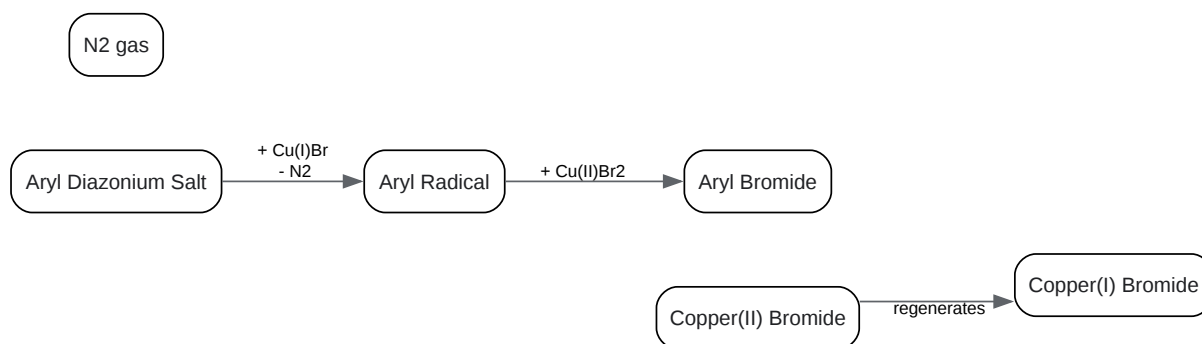 N2 gas
+ Cu(I)Br
- N2
Aryl Diazonium Salt
Aryl Radical
+ Cu(II)Br2
Aryl Bromide
Copper(II) Bromide
regenerates
Copper(I) Bromide